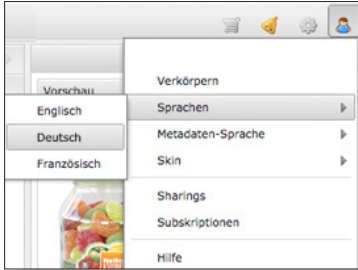 Vorschau
Verkörpern
Sprachen
Metadaten-Sprache
Skin
Sharings
Subskriptionen
Hilfe
Englisch
Deutsch
Französisch